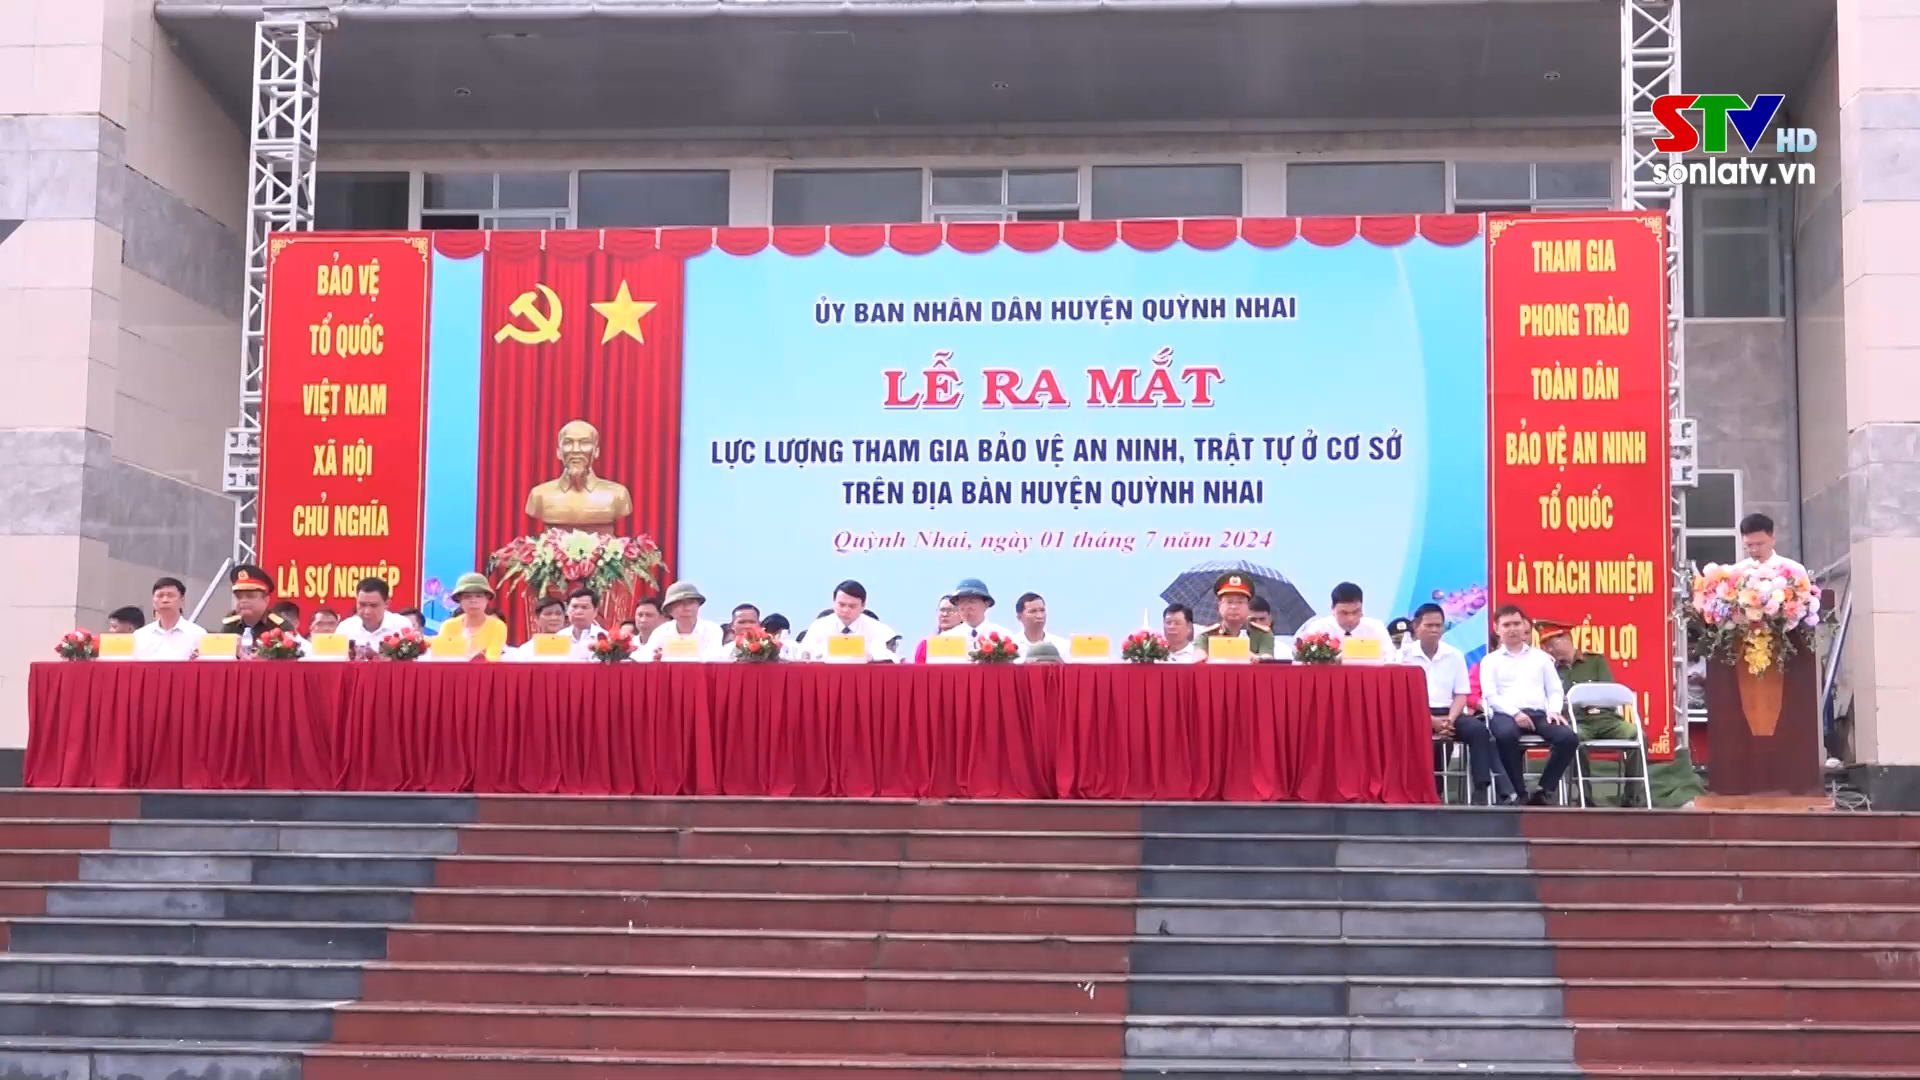 STV HD
sonlatv.vn
BẢO VỆ
TỔ QUỐC
VIỆT NAM
XÃ HỘI
CHỦ NGHĨA
LÀ SỰ NGHIỆP
ỦY BAN NHÂN DÂN HUYỆN QUỲNH NHAI
LỄ RA MẮT
LỰC LƯỢNG THAM GIA BẢO VỆ AN NINH, TRẬT TỰ Ở CƠ SỞ
TRÊN ĐỊA BÀN HUYỆN QUỲNH NHAI
Quỳnh Nhai, ngày 01 tháng 7 năm 2024
THAM GIA
PHONG TRÀO
TOÀN DÂN
BẢO VỆ AN NINH
TỔ QUỐC
LÀ TRÁCH NHIỆM
LỢI